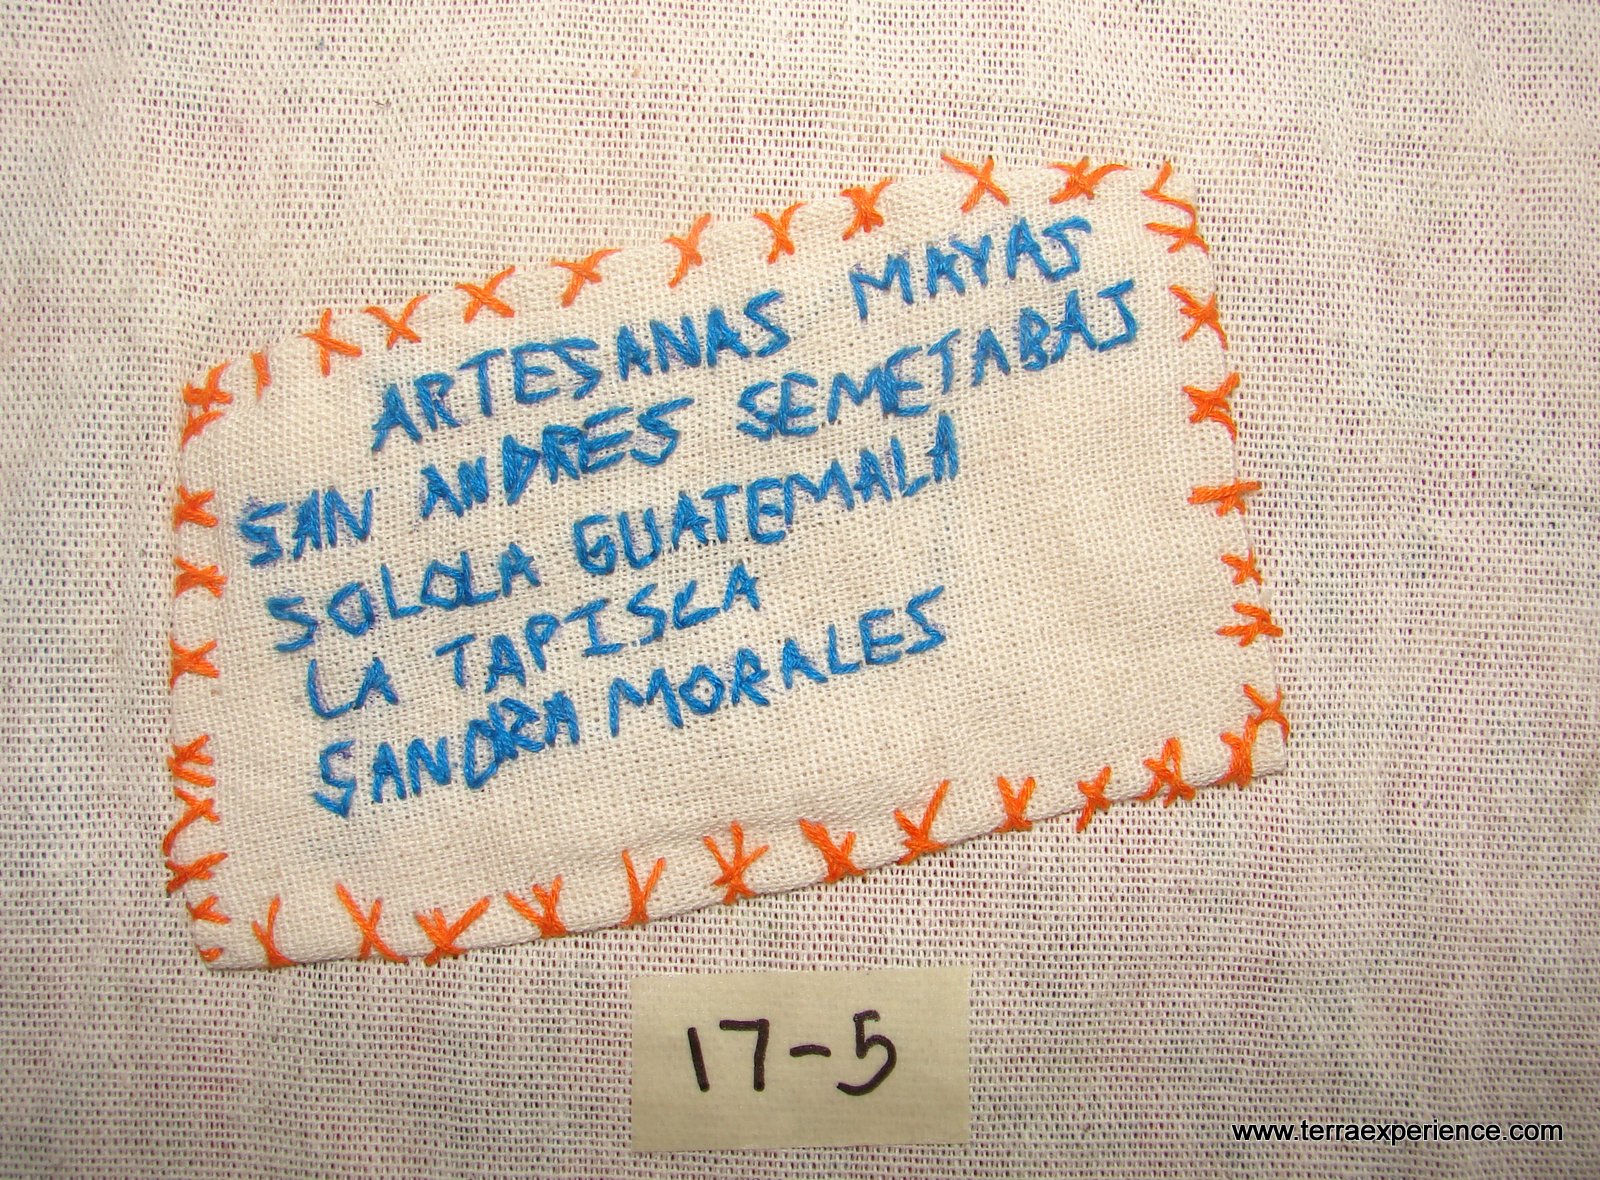 ARTESANAS MAYAS
SAN ANDRES SEMETABAJ
SOLOLA GUATEMALA
LA TAPISCA
SANDRA MORALES
17-5
www.terraexperience.com